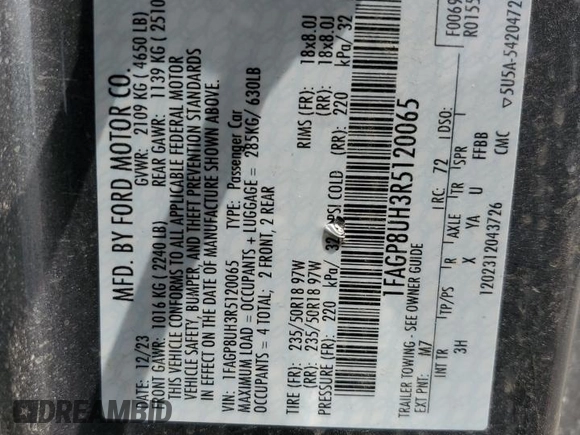 MFD. BY FORD MOTOR CO.
12/23 GVWR: 2109 KG / 4650 LB)
FRONT GAWR: 1016 KG (2240 LB) REAR GAWR: 1139 KG (2510
THIS VEHICLE CONFORMS TO ALL APPLICABLE FEDERAL MOTOR
VEHICLE SAFETY, BUMPER, AND THEFT PREVENTION STANDARDS
IN EFFECT ON THE DATE OF MANUFACTURE SHOWN ABOVE.
VIN: 1FAGP8UH3R5120065 TYPE: Passenger Car
MAXIMUM LOAD = OCCUPANTS + LUGGAGE = 285KG/ 630LB
OCCUPANTS = 4 TOTAL; 2 FRONT, 2 REAR
TIRE (FR): 235/50R18 97W RIMS (FR): 18x8.0J
(RR): 235/50R18 97W (RR): 18x8.0J
PRESSURE (FR): 220 kPa/ 32 PSI COLD (RR): 220 kPa/ 32
1FAGP8UH3R5120065
TRAILER TOWING - SEE OWNER GUIDE
F0069
R0155
EXT PNT: M7 RC: 72 DSO:
INT TR TP/PS R AXLE TR SPR
3H X YA U FFBB
1202312043726 CMC
5U5A-5420472
DREAMBID